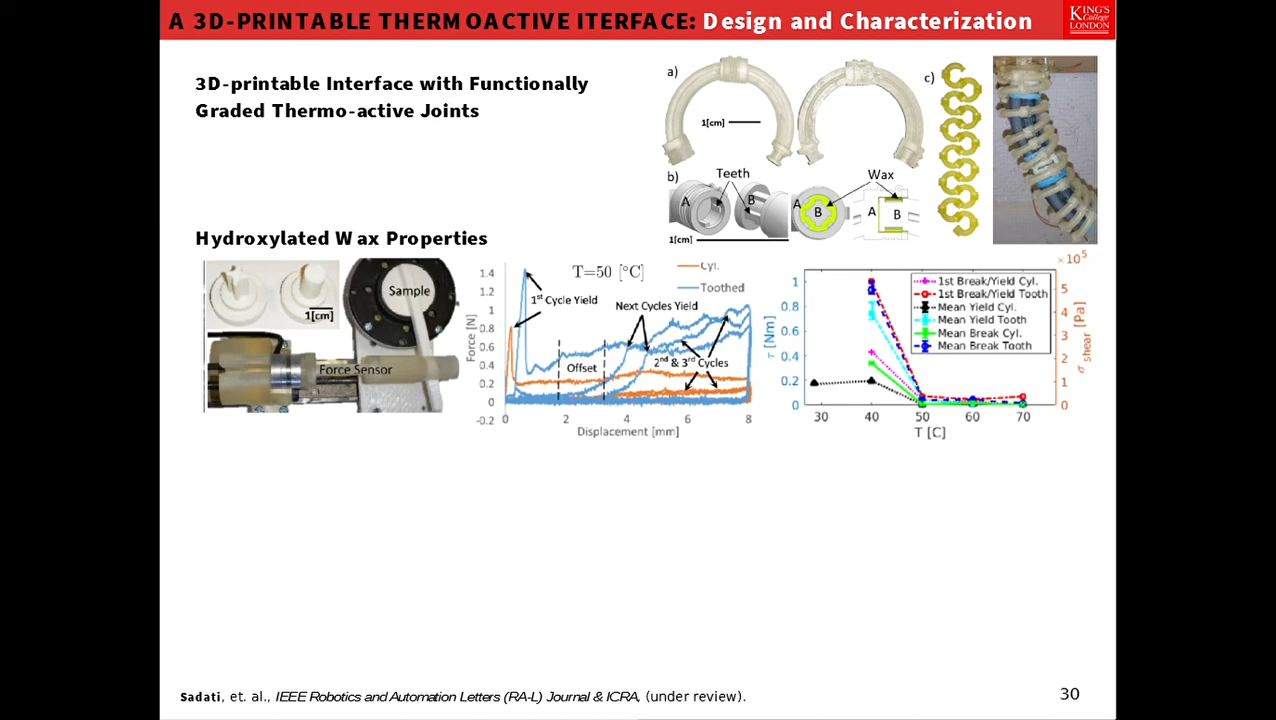 A 3D-PRINTABLE THERMOACTIVE ITERFACE: Design and Characterization
KING'S
College
LONDON
3D-printable Interface with Functionally
Graded Thermo-active Joints
a)
1[cm]
c)
b)
Teeth
Wax
A
B
A
B
A
B
1[cm]
Hydroxylated Wax Properties
1[cm]
Sample
Force Sensor
T=50 [°C]
Cyl.
Toothed
1st Cycle Yield
Next Cycles Yield
Offset
2nd & 3rd Cycles
Force [N]
1.4
1.2
1
0.8
0.6
0.4
0.2
0
-0.2
0 2 4 6 8
Displacement [mm]
×10^5
1st Break/Yield Cyl.
1st Break/Yield Tooth
Mean Yield Cyl.
Mean Yield Tooth
Mean Break Cyl.
Mean Break Tooth
τ [Nm]
1
0.8
0.6
0.4
0.2
0
5
4
3
2
1
0
σ shear [Pa]
30 40 50 60 70
T [C]
Sadati, et. al., IEEE Robotics and Automation Letters (RA-L) Journal & ICRA, (under review).
30